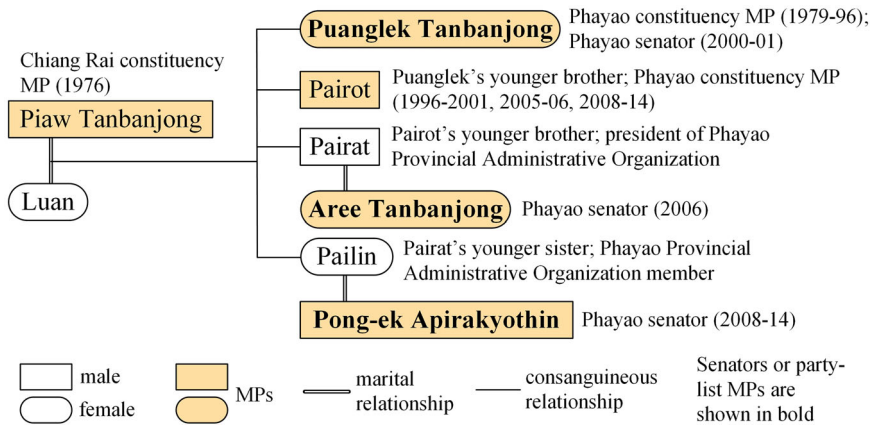 Chiang Rai constituency
MP (1976)
Piaw Tanbanjong
Luan
Puanglek Tanbanjong
Phayao constituency MP (1979-96);
Phayao senator (2000-01)
Pairot
Puanglek's younger brother; Phayao constituency MP
(1996-2001, 2005-06, 2008-14)
Pairat
Pairot's younger brother; president of Phayao
Provincial Administrative Organization
Aree Tanbanjong
Phayao senator (2006)
Pailin
Pairat's younger sister; Phayao Provincial
Administrative Organization member
Pong-ek Apirakyothin
Phayao senator (2008-14)
male
female
MPs
marital
relationship
consanguineous
relationship
Senators or party-
list MPs are
shown in bold